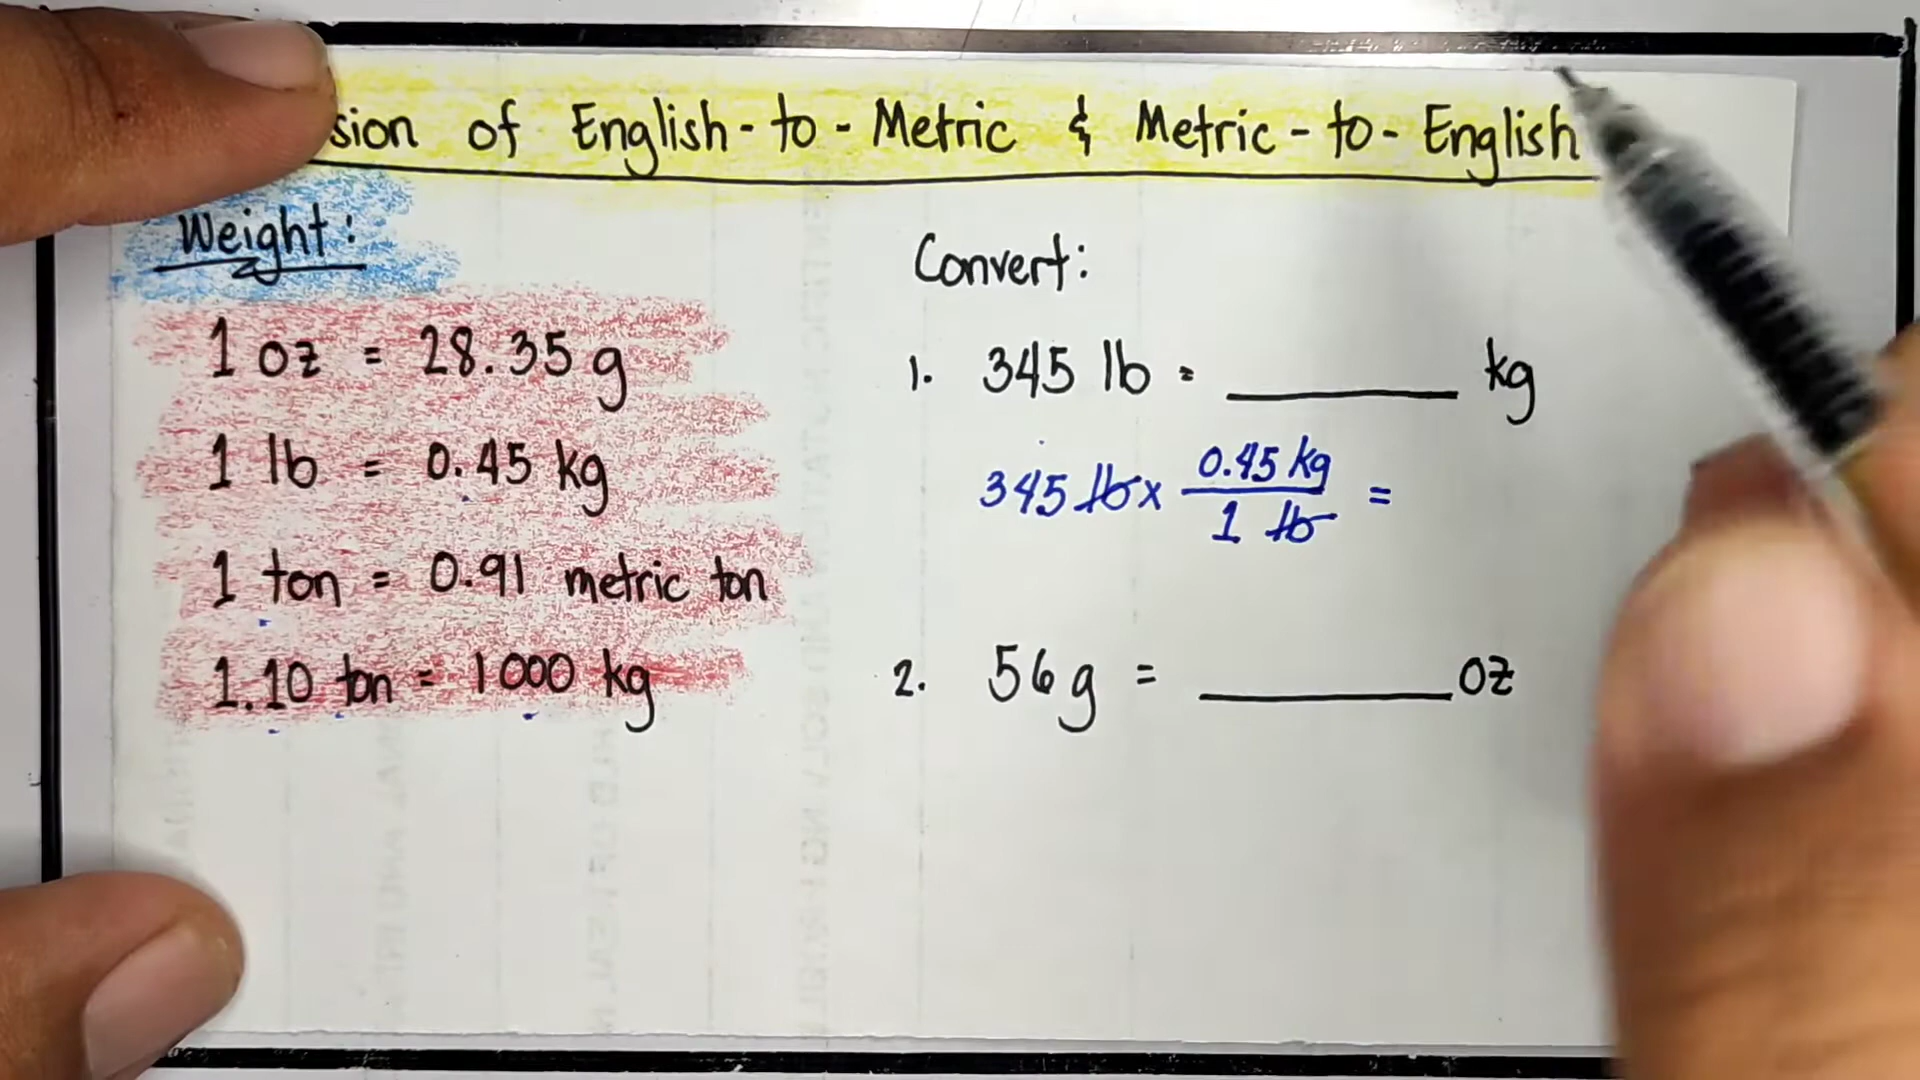 sion of English-to-Metric & Metric-to-English
Weight:
1 oz = 28.35 g
1 lb = 0.45 kg
1 ton = 0.91 metric ton
1.10 ton = 1000 kg
Convert:
1. 345 lb = ________ kg
345 lb x 0.45 kg / 1 lb =
2. 56 g = ________ oz